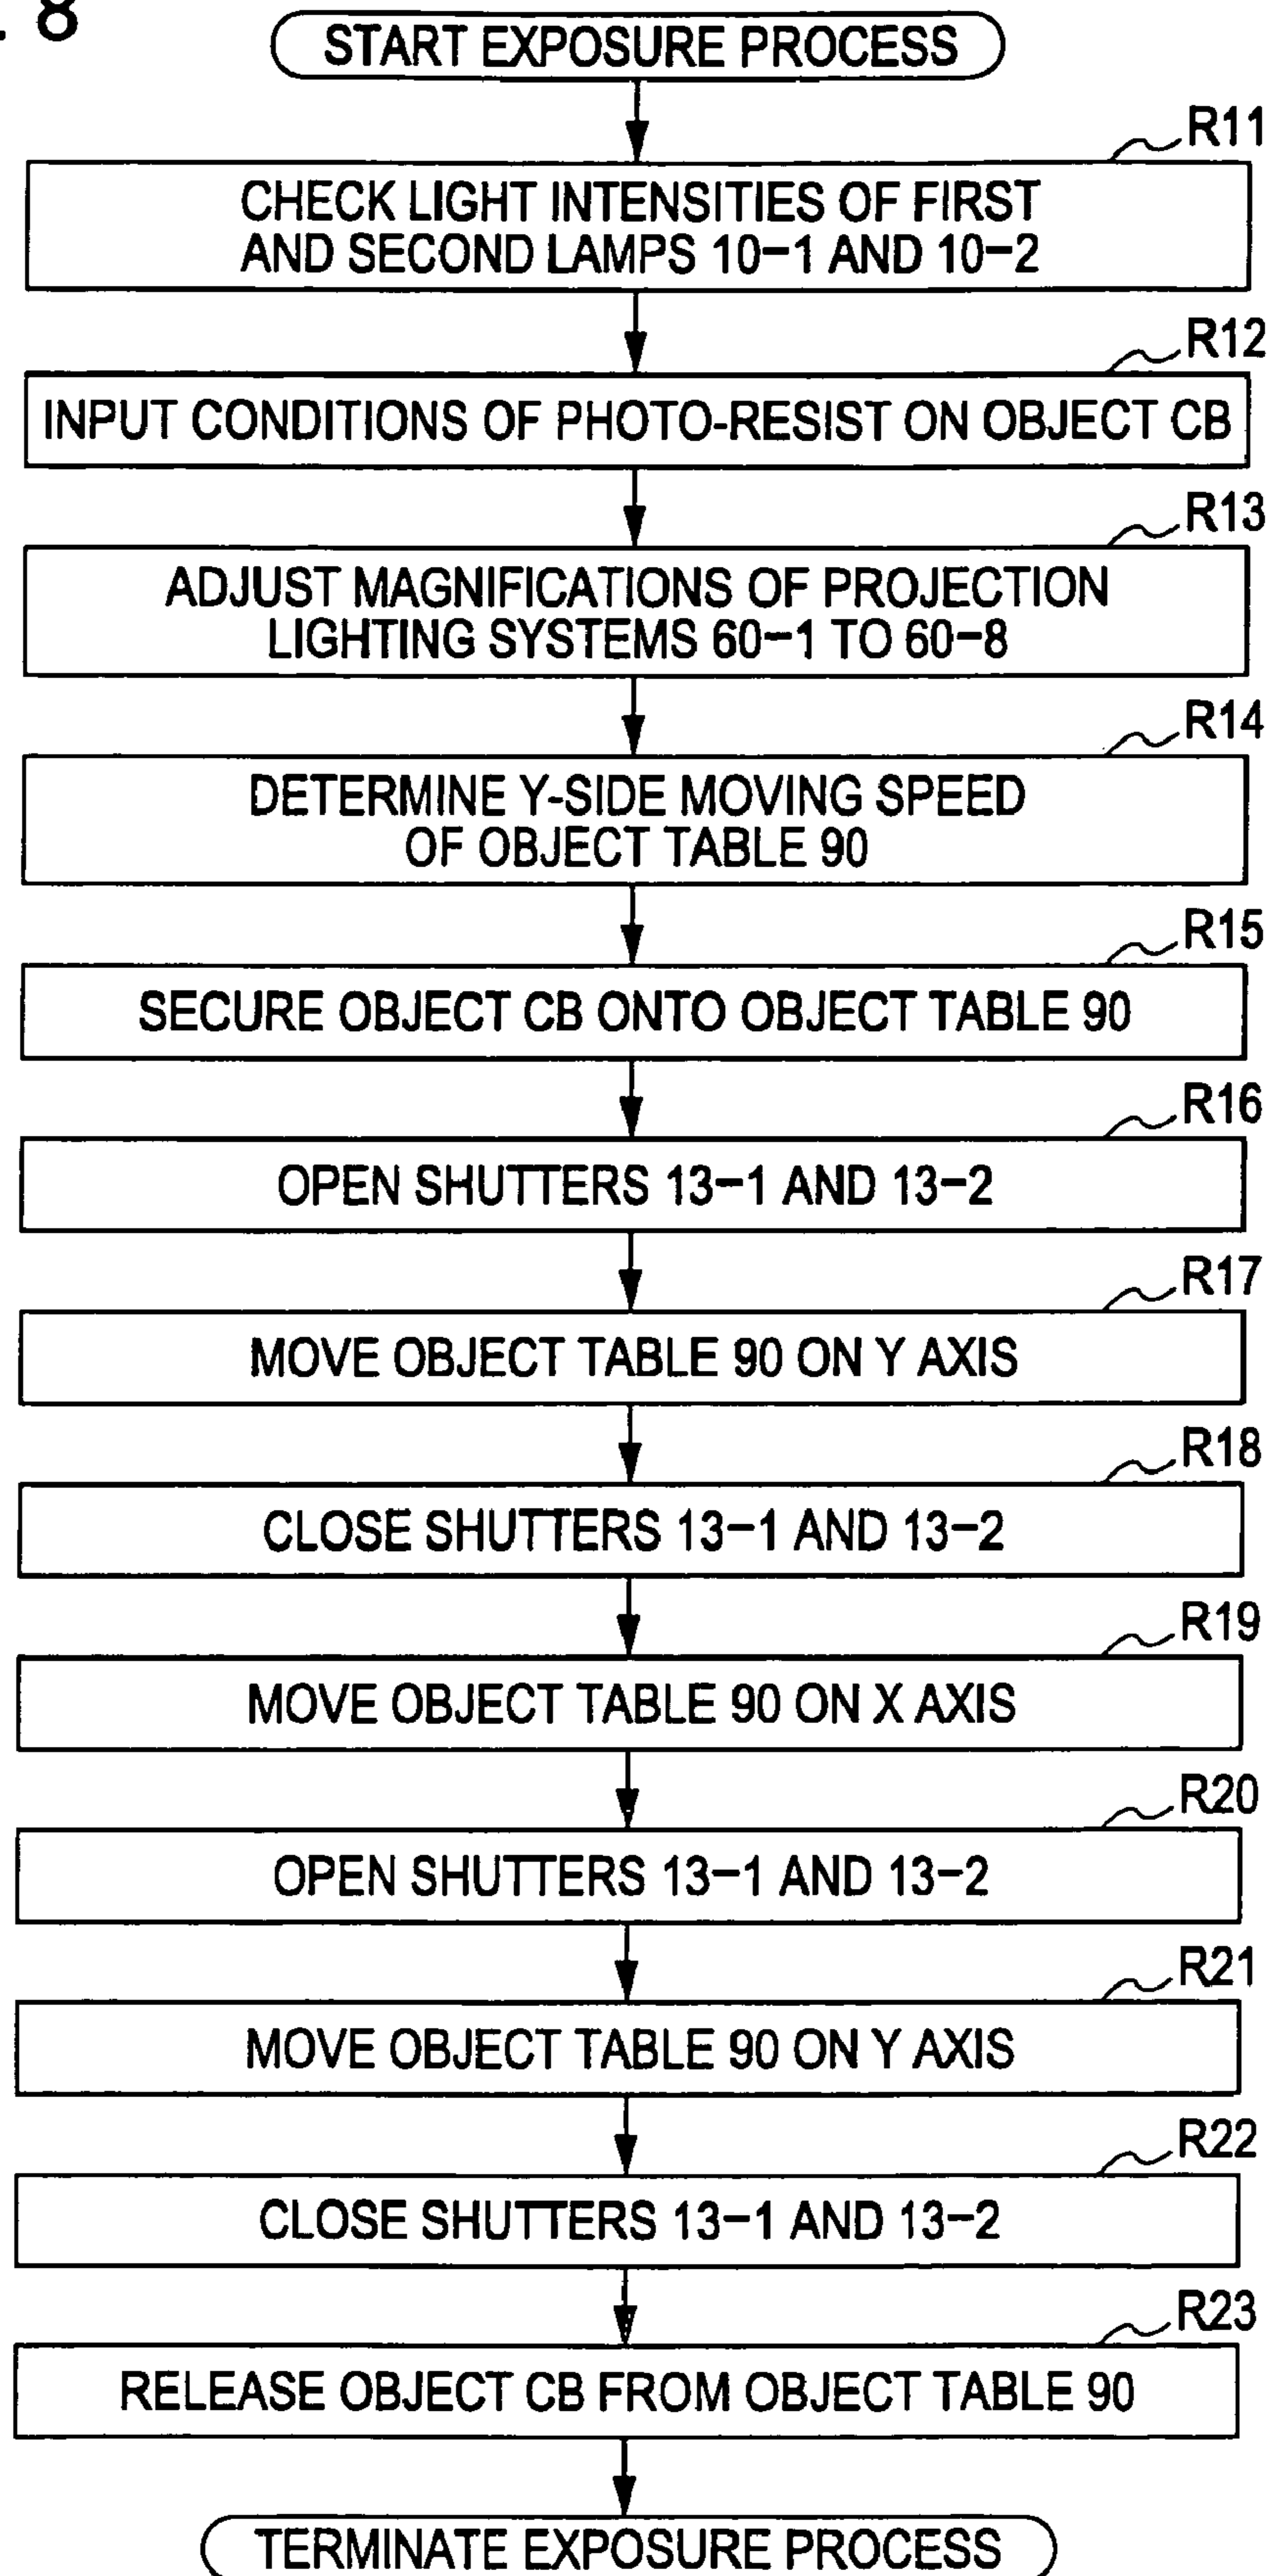 . 8
START EXPOSURE PROCESS
R11
CHECK LIGHT INTENSITIES OF FIRST
AND SECOND LAMPS 10-1 AND 10-2
R12
INPUT CONDITIONS OF PHOTO-RESIST ON OBJECT CB
R13
ADJUST MAGNIFICATIONS OF PROJECTION
LIGHTING SYSTEMS 60-1 TO 60-8
R14
DETERMINE Y-SIDE MOVING SPEED
OF OBJECT TABLE 90
R15
SECURE OBJECT CB ONTO OBJECT TABLE 90
R16
OPEN SHUTTERS 13-1 AND 13-2
R17
MOVE OBJECT TABLE 90 ON Y AXIS
R18
CLOSE SHUTTERS 13-1 AND 13-2
R19
MOVE OBJECT TABLE 90 ON X AXIS
R20
OPEN SHUTTERS 13-1 AND 13-2
R21
MOVE OBJECT TABLE 90 ON Y AXIS
R22
CLOSE SHUTTERS 13-1 AND 13-2
R23
RELEASE OBJECT CB FROM OBJECT TABLE 90
TERMINATE EXPOSURE PROCESS